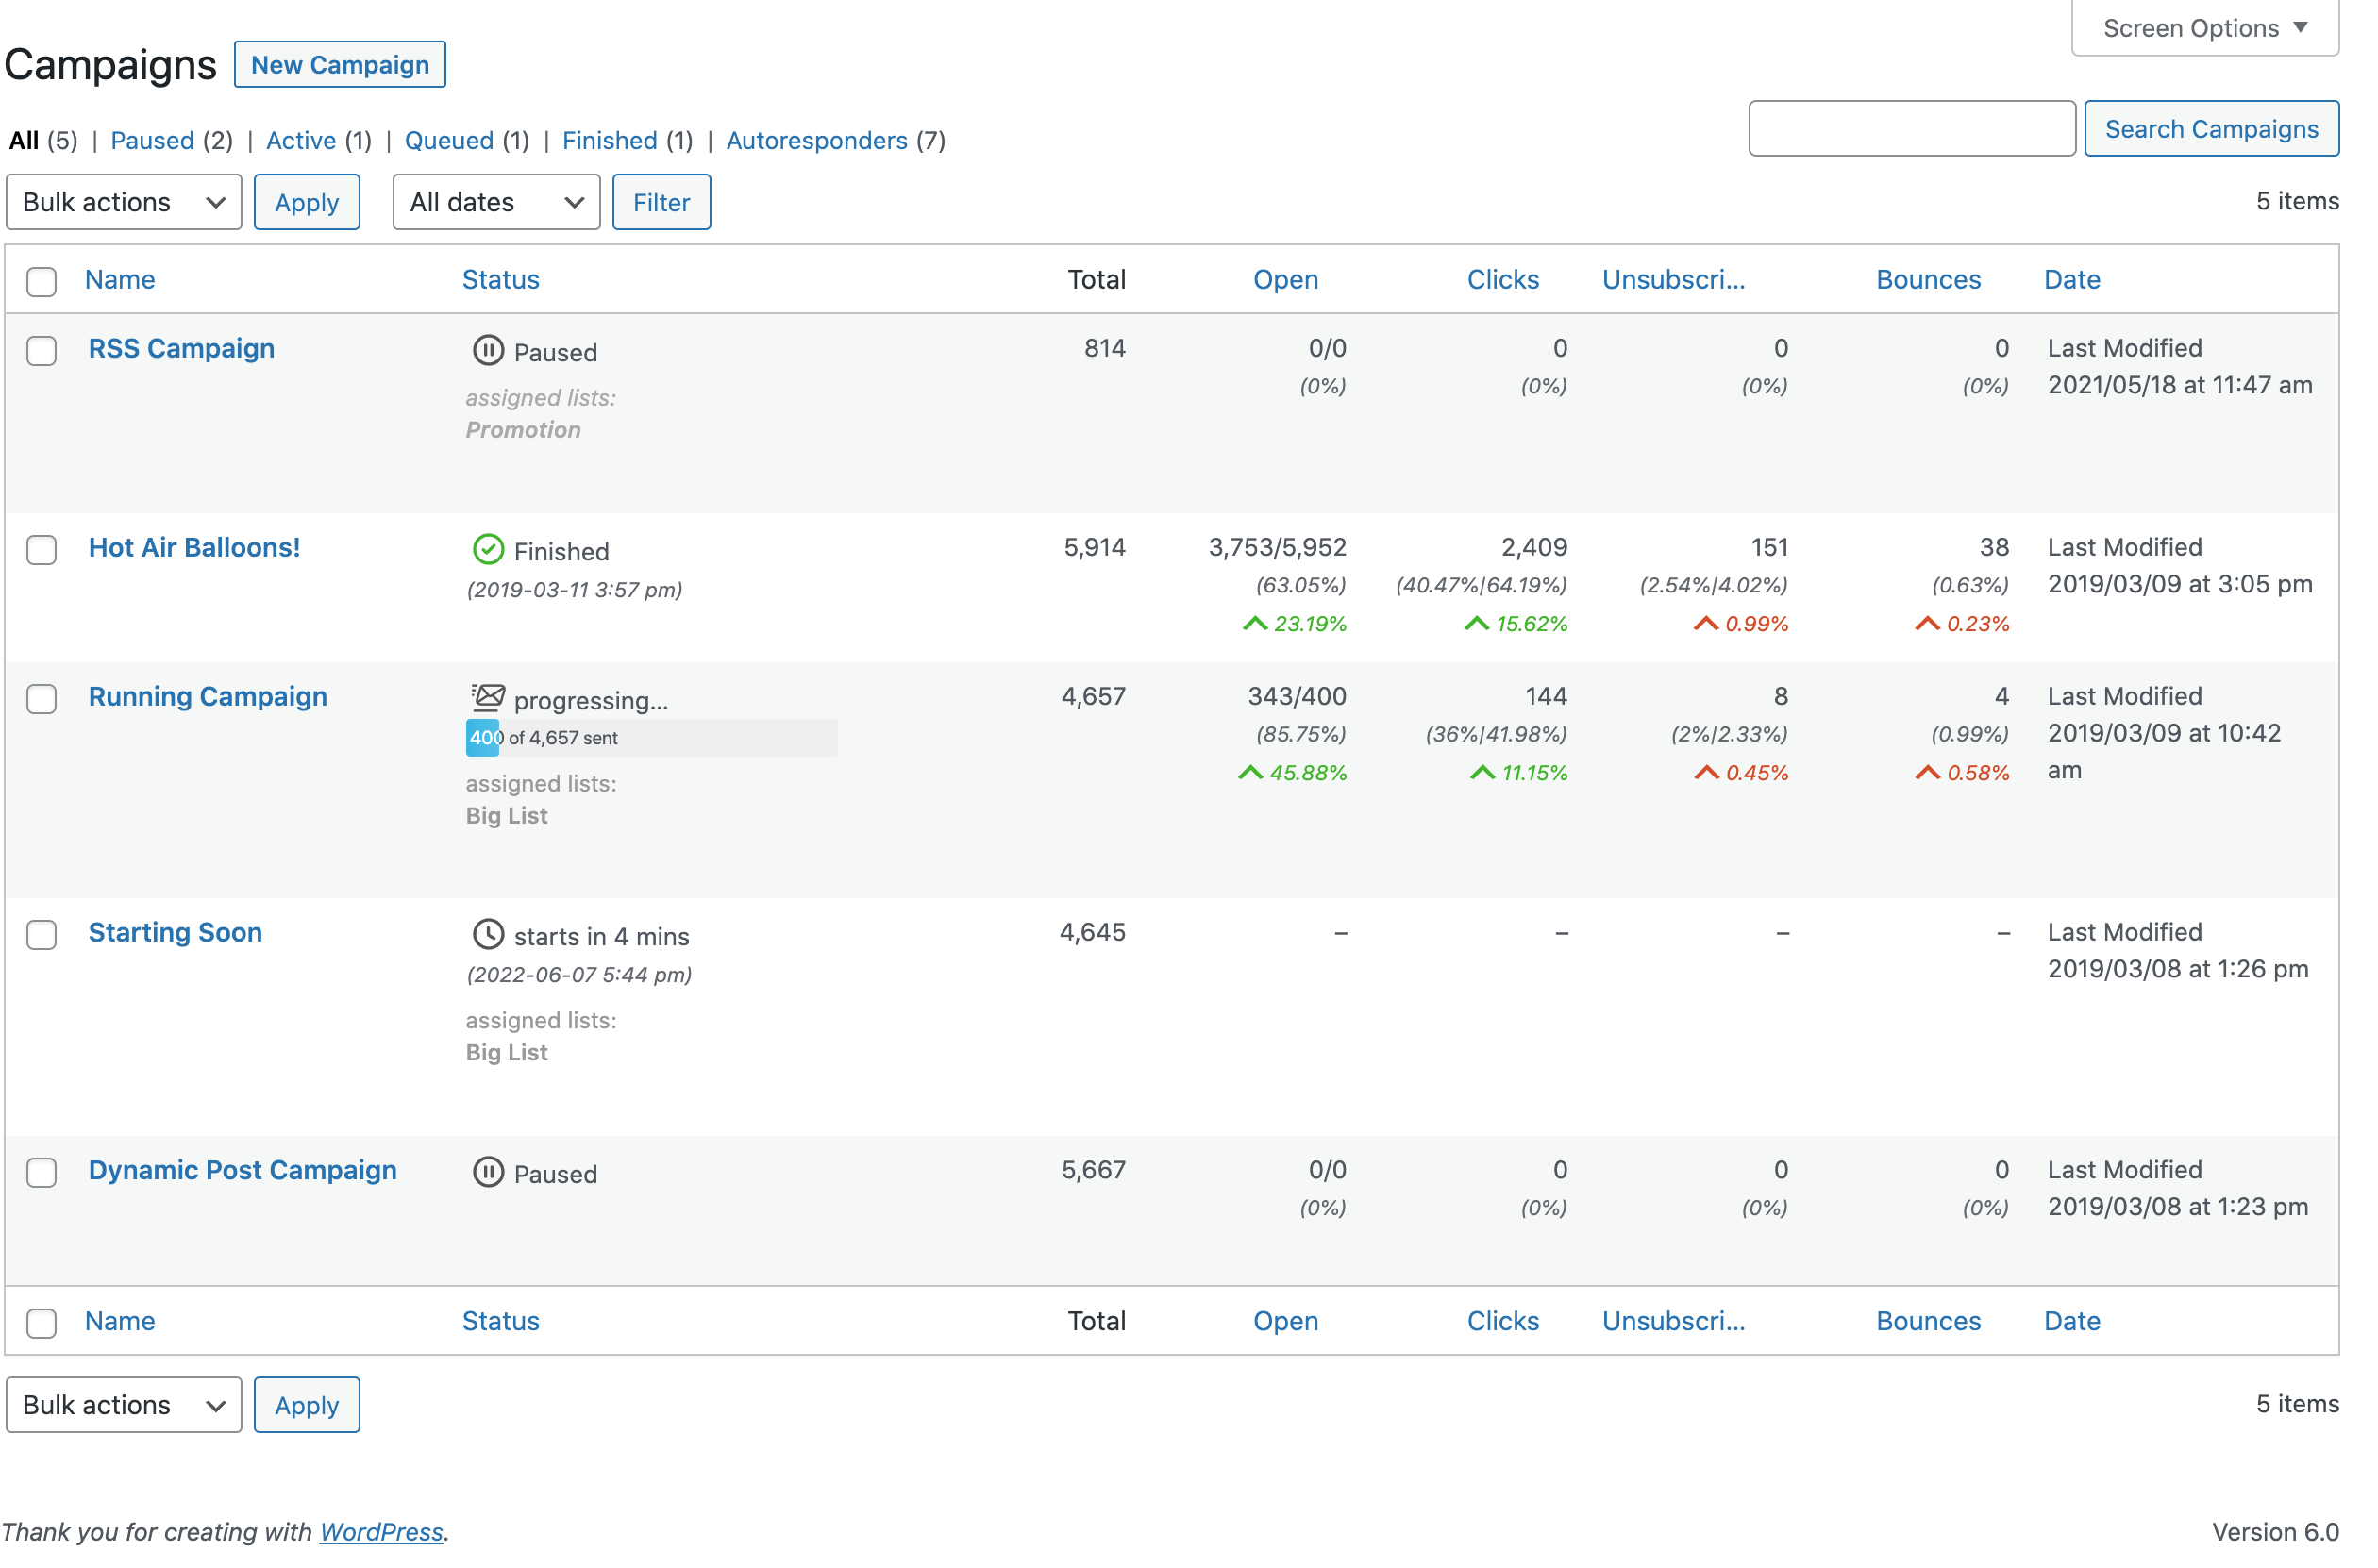 Screen Options ▼
Campaigns New Campaign
All (5) | Paused (2) | Active (1) | Queued (1) | Finished (1) | Autoresponders (7)
Search Campaigns
Bulk actions Apply All dates Filter 5 items
Name Status Total Open Clicks Unsubscri... Bounces Date
RSS Campaign Paused 814 0/0 0 0 0 Last Modified
(0%) (0%) (0%) (0%) 2021/05/18 at 11:47 am
assigned lists:
Promotion
Hot Air Balloons! Finished 5,914 3,753/5,952 2,409 151 38 Last Modified
(2019-03-11 3:57 pm) (63.05%) (40.47%|64.19%) (2.54%|4.02%) (0.63%) 2019/03/09 at 3:05 pm
23.19% 15.62% 0.99% 0.23%
Running Campaign progressing... 4,657 343/400 144 8 4 Last Modified
400 of 4,657 sent (85.75%) (36%|41.98%) (2%|2.33%) (0.99%) 2019/03/09 at 10:42
45.88% 11.15% 0.45% 0.58% am
assigned lists:
Big List
Starting Soon starts in 4 mins 4,645 – – – – Last Modified
(2022-06-07 5:44 pm) 2019/03/08 at 1:26 pm
assigned lists:
Big List
Dynamic Post Campaign Paused 5,667 0/0 0 0 0 Last Modified
(0%) (0%) (0%) (0%) 2019/03/08 at 1:23 pm
Name Status Total Open Clicks Unsubscri... Bounces Date
Bulk actions Apply 5 items
Thank you for creating with WordPress. Version 6.0